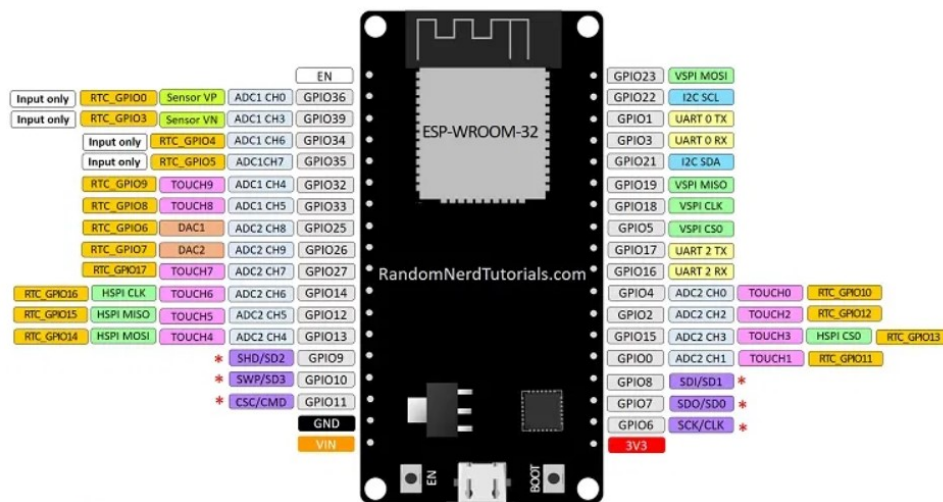 EN GPIO23 VSPI MOSI
Input only RTC_GPIO0 Sensor VP ADC1 CH0 GPIO36 GPIO22 I2C SCL
Input only RTC_GPIO3 Sensor VN ADC1 CH3 GPIO39 GPIO1 UART 0 TX
Input only RTC_GPIO4 ADC1 CH6 GPIO34 ESP-WROOM-32 GPIO3 UART 0 RX
Input only RTC_GPIO5 ADC1CH7 GPIO35 GPIO21 I2C SDA
RTC_GPIO9 TOUCH9 ADC1 CH4 GPIO32 GPIO19 VSPI MISO
RTC_GPIO8 TOUCH8 ADC1 CH5 GPIO33 GPIO18 VSPI CLK
RTC_GPIO6 DAC1 ADC2 CH8 GPIO25 GPIO5 VSPI CS0
RTC_GPIO7 DAC2 ADC2 CH9 GPIO26 GPIO17 UART 2 TX
RTC_GPIO17 TOUCH7 ADC2 CH7 GPIO27 RandomNerdTutorials.com GPIO16 UART 2 RX
RTC_GPIO16 HSPI CLK TOUCH6 ADC2 CH6 GPIO14 GPIO4 ADC2 CH0 TOUCH0 RTC_GPIO10
RTC_GPIO15 HSPI MISO TOUCH5 ADC2 CH5 GPIO12 GPIO2 ADC2 CH2 TOUCH2 RTC_GPIO12
RTC_GPIO14 HSPI MOSI TOUCH4 ADC2 CH4 GPIO13 GPIO15 ADC2 CH3 TOUCH3 HSPI CS0 RTC_GPIO13
* SHD/SD2 GPIO9 GPIO0 ADC2 CH1 TOUCH1 RTC_GPIO11
* SWP/SD3 GPIO10 GPIO8 SDI/SD1 *
* CSC/CMD GPIO11 GPIO7 SDO/SD0 *
GND GPIO6 SCK/CLK *
VIN 3V3
EN BOOT